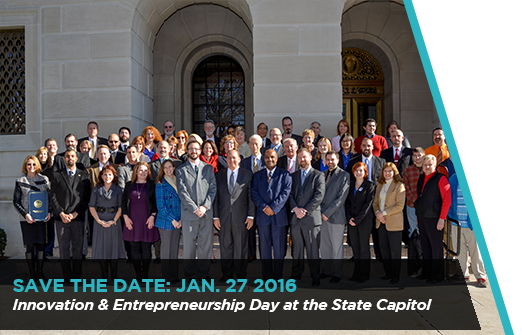 SAVE THE DATE: JAN. 27 2016
Innovation & Entrepreneurship Day at the State Capitol